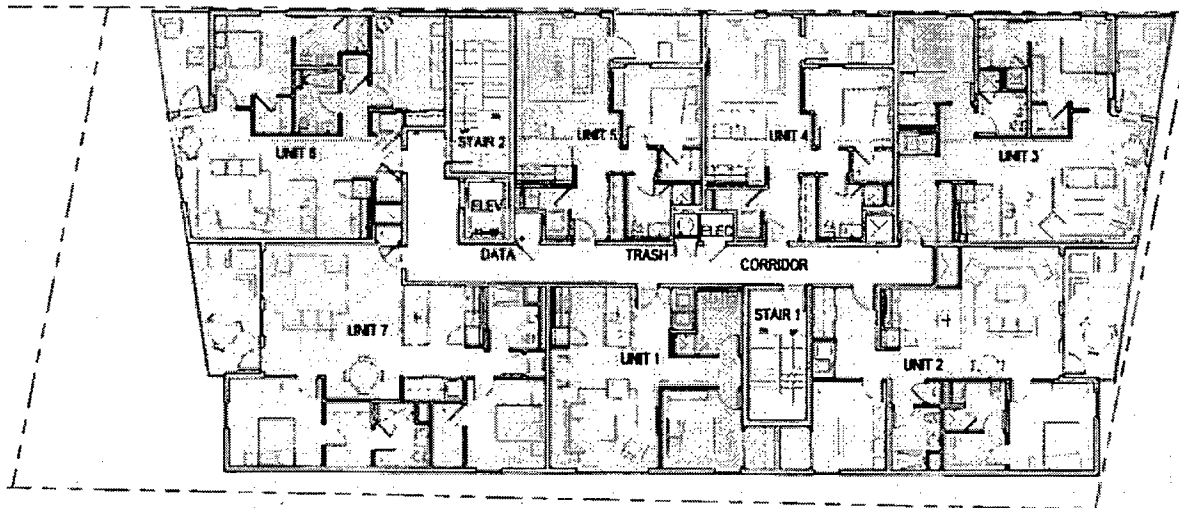 STAIR 2
UNIT 5
UNIT 4
UNIT 6
UNIT 3
ELEV
ELEC
DATA
TRASH
CORRIDOR
STAIR 1
UNIT 7
UNIT 1
UNIT 2